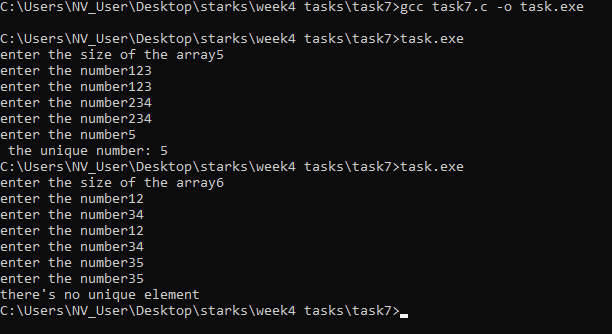 C:\Users\NV_User\Desktop\starks\week4 tasks\task7>gcc task7.c -o task.exe
C:\Users\NV_User\Desktop\starks\week4 tasks\task7>task.exe
enter the size of the array5
enter the number123
enter the number123
enter the number234
enter the number234
enter the number5
 the unique number: 5
C:\Users\NV_User\Desktop\starks\week4 tasks\task7>task.exe
enter the size of the array6
enter the number12
enter the number34
enter the number12
enter the number34
enter the number35
enter the number35
there's no unique element
C:\Users\NV_User\Desktop\starks\week4 tasks\task7>